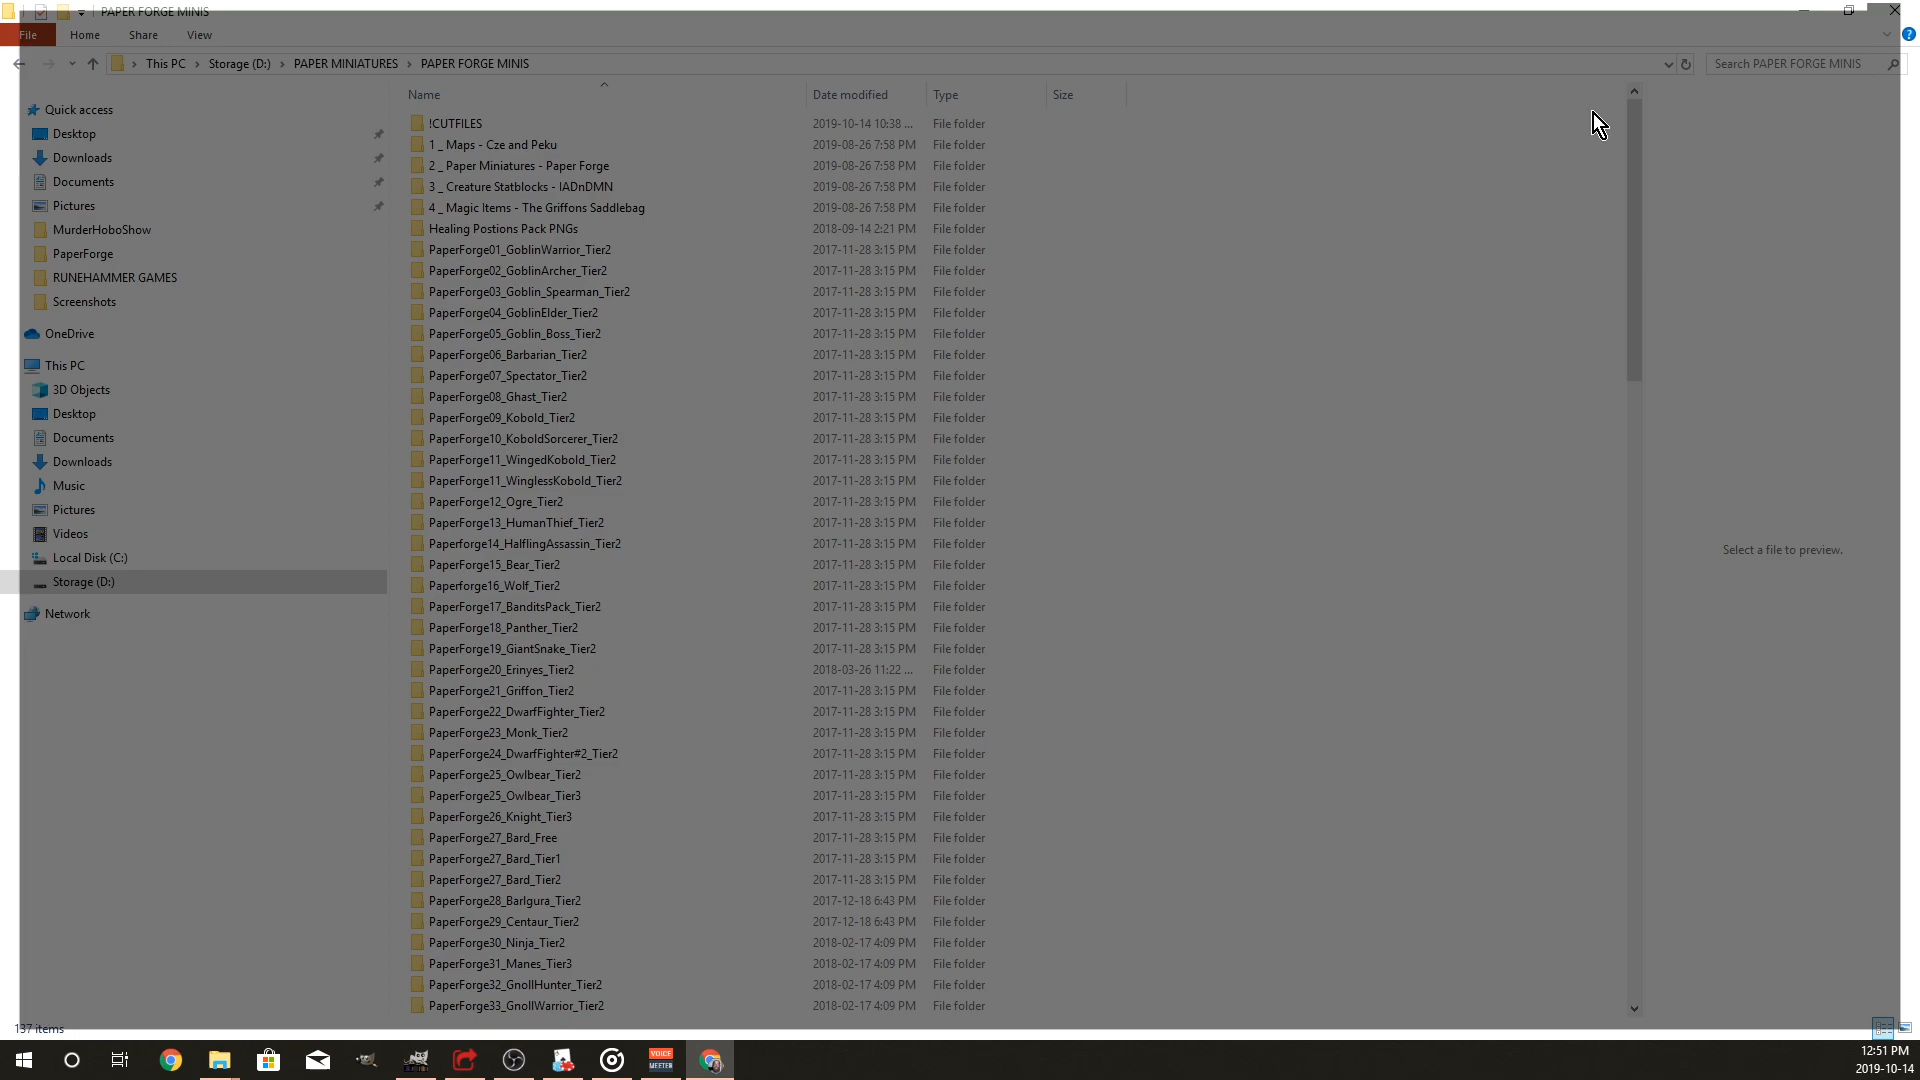 PAPER FORGE MINIS
File Home Share View
This PC Storage (D:) PAPER MINIATURES PAPER FORGE MINIS
Search PAPER FORGE MINIS
Name Date modified Type Size
Quick access
Desktop
Downloads
Documents
Pictures
MurderHoboShow
PaperForge
RUNEHAMMER GAMES
Screenshots
OneDrive
This PC
3D Objects
Desktop
Documents
Downloads
Music
Pictures
Videos
Local Disk (C:)
Storage (D:)
Network
!CUTFILES 2019-10-14 10:38 ... File folder
1 _ Maps - Cze and Peku 2019-08-26 7:58 PM File folder
2 _ Paper Miniatures - Paper Forge 2019-08-26 7:58 PM File folder
3 _ Creature Statblocks - IADnDMN 2019-08-26 7:58 PM File folder
4 _ Magic Items - The Griffons Saddlebag 2019-08-26 7:58 PM File folder
Healing Postions Pack PNGs 2018-09-14 2:21 PM File folder
PaperForge01_GoblinWarrior_Tier2 2017-11-28 3:15 PM File folder
PaperForge02_GoblinArcher_Tier2 2017-11-28 3:15 PM File folder
PaperForge03_Goblin_Spearman_Tier2 2017-11-28 3:15 PM File folder
PaperForge04_GoblinElder_Tier2 2017-11-28 3:15 PM File folder
PaperForge05_Goblin_Boss_Tier2 2017-11-28 3:15 PM File folder
PaperForge06_Barbarian_Tier2 2017-11-28 3:15 PM File folder
PaperForge07_Spectator_Tier2 2017-11-28 3:15 PM File folder
PaperForge08_Ghast_Tier2 2017-11-28 3:15 PM File folder
PaperForge09_Kobold_Tier2 2017-11-28 3:15 PM File folder
PaperForge10_KoboldSorcerer_Tier2 2017-11-28 3:15 PM File folder
PaperForge11_WingedKobold_Tier2 2017-11-28 3:15 PM File folder
PaperForge11_WinglessKobold_Tier2 2017-11-28 3:15 PM File folder
PaperForge12_Ogre_Tier2 2017-11-28 3:15 PM File folder
PaperForge13_HumanThief_Tier2 2017-11-28 3:15 PM File folder
Paperforge14_HalflingAssassin_Tier2 2017-11-28 3:15 PM File folder
PaperForge15_Bear_Tier2 2017-11-28 3:15 PM File folder
Paperforge16_Wolf_Tier2 2017-11-28 3:15 PM File folder
PaperForge17_BanditsPack_Tier2 2017-11-28 3:15 PM File folder
PaperForge18_Panther_Tier2 2017-11-28 3:15 PM File folder
PaperForge19_GiantSnake_Tier2 2017-11-28 3:15 PM File folder
PaperForge20_Erinyes_Tier2 2018-03-26 11:22 ... File folder
PaperForge21_Griffon_Tier2 2017-11-28 3:15 PM File folder
PaperForge22_DwarfFighter_Tier2 2017-11-28 3:15 PM File folder
PaperForge23_Monk_Tier2 2017-11-28 3:15 PM File folder
PaperForge24_DwarfFighter#2_Tier2 2017-11-28 3:15 PM File folder
PaperForge25_Owlbear_Tier2 2017-11-28 3:15 PM File folder
PaperForge25_Owlbear_Tier3 2017-11-28 3:15 PM File folder
PaperForge26_Knight_Tier3 2017-11-28 3:15 PM File folder
PaperForge27_Bard_Free 2017-11-28 3:15 PM File folder
PaperForge27_Bard_Tier1 2017-11-28 3:15 PM File folder
PaperForge27_Bard_Tier2 2017-11-28 3:15 PM File folder
PaperForge28_Barlgura_Tier2 2017-12-18 6:43 PM File folder
PaperForge29_Centaur_Tier2 2017-12-18 6:43 PM File folder
PaperForge30_Ninja_Tier2 2018-02-17 4:09 PM File folder
PaperForge31_Manes_Tier3 2018-02-17 4:09 PM File folder
PaperForge32_GnollHunter_Tier2 2018-02-17 4:09 PM File folder
PaperForge33_GnollWarrior_Tier2 2018-02-17 4:09 PM File folder
Select a file to preview.
137 items
VOICE
MEETER
12:51 PM
2019-10-14